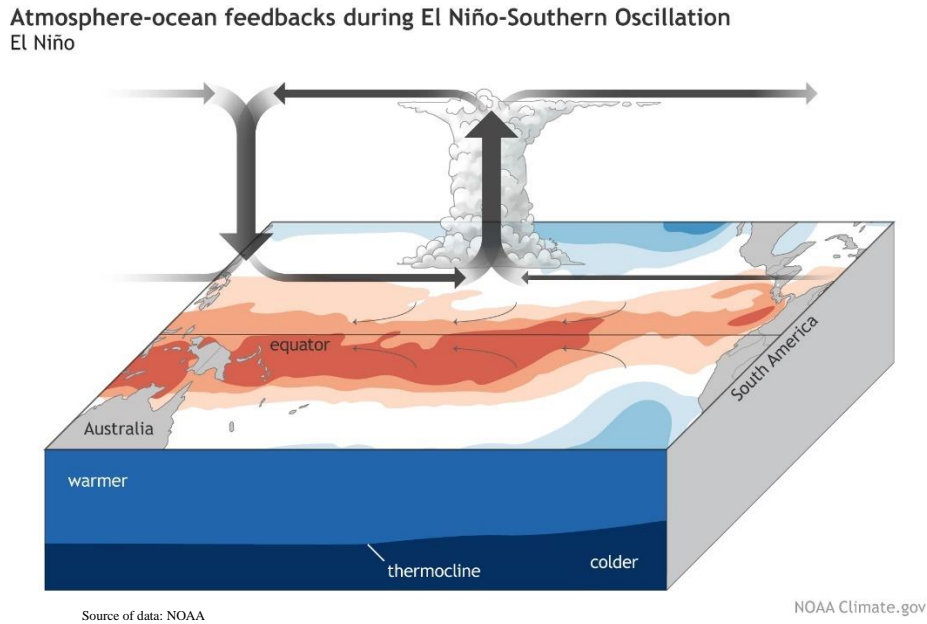 Atmosphere-ocean feedbacks during El Niño-Southern Oscillation
El Niño
equator
South America
Australia
warmer
thermocline
colder
Source of data: NOAA
NOAA Climate.gov